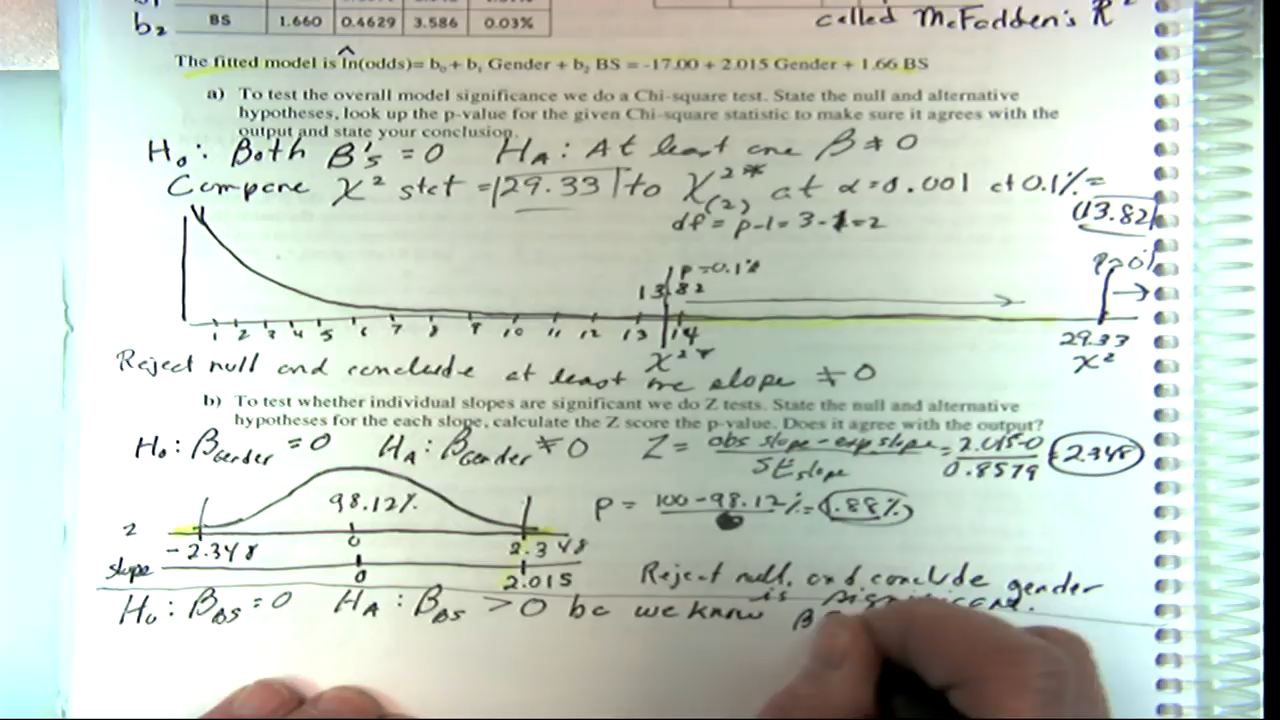 b₂ BS 1.660 0.4629 3.586 0.03% called McFadden's R²
The fitted model is ln(odds)= b₀ + b₁ Gender + b₂ BS = -17.00 + 2.015 Gender + 1.66 BS
a) To test the overall model significance we do a Chi-square test. State the null and alternative
hypotheses, look up the p-value for the given Chi-square statistic to make sure it agrees with the
output and state your conclusion.
H₀: Both β's = 0 H_A: At least one β ≠ 0
Compare χ² stat = 29.33 to χ²*(2) at α=0.001 at 0.1% =
13.82
df = p-1 = 3-1 = 2
p=0.1%
13.82
p≈0%
1 2 3 4 5 6 7 8 9 10 11 12 13 14
29.33
χ²* χ²
Reject null and conclude at least one slope ≠ 0
b) To test whether individual slopes are significant we do Z tests. State the null and alternative
hypotheses for the each slope, calculate the Z score the p-value. Does it agree with the output?
H₀: β Gender = 0 H_A: β Gender ≠ 0 Z = obs slope - exp slope = 2.015-0 = 2.348
SE slope 0.8579
98.12%
p = 100-98.12% = 1.88%
Z -2.348 0 2.348
slope 0 2.015
Reject null, and conclude gender
is significant.
H₀: β BS = 0 H_A: β BS > 0 bc we know